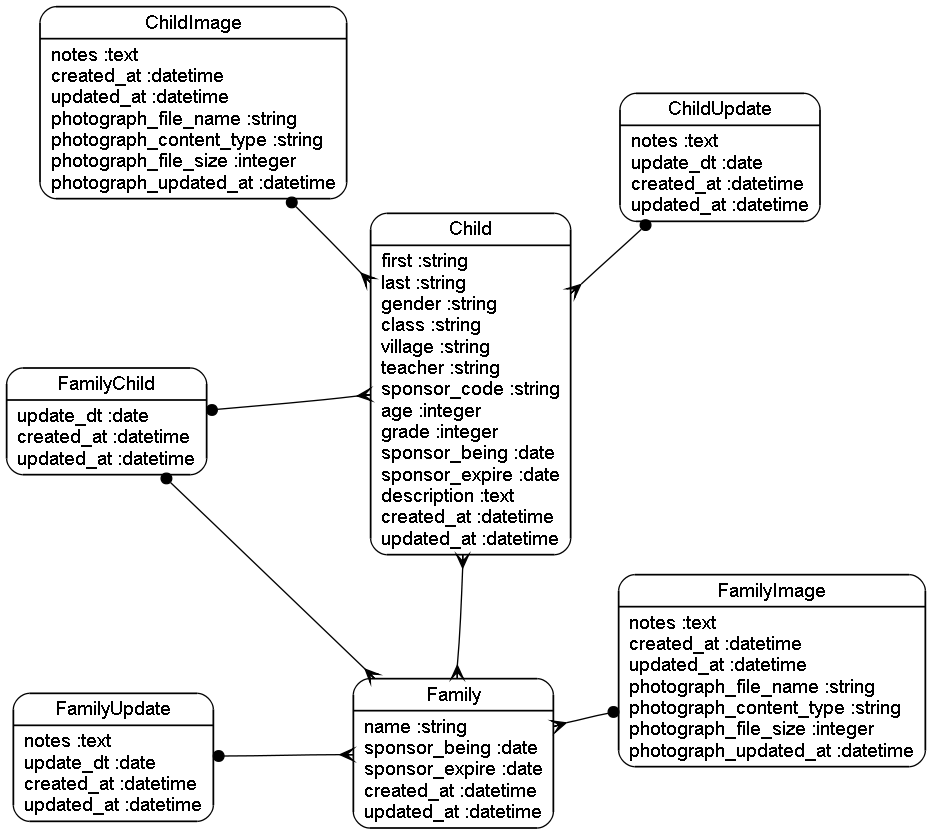 ChildImage
notes :text
created_at :datetime
updated_at :datetime
photograph_file_name :string
photograph_content_type :string
photograph_file_size :integer
photograph_updated_at :datetime
ChildUpdate
notes :text
update_dt :date
created_at :datetime
updated_at :datetime
Child
first :string
last :string
gender :string
class :string
village :string
teacher :string
sponsor_code :string
age :integer
grade :integer
sponsor_being :date
sponsor_expire :date
description :text
created_at :datetime
updated_at :datetime
FamilyChild
update_dt :date
created_at :datetime
updated_at :datetime
FamilyImage
notes :text
created_at :datetime
updated_at :datetime
photograph_file_name :string
photograph_content_type :string
photograph_file_size :integer
photograph_updated_at :datetime
Family
name :string
sponsor_being :date
sponsor_expire :date
created_at :datetime
updated_at :datetime
FamilyUpdate
notes :text
update_dt :date
created_at :datetime
updated_at :datetime